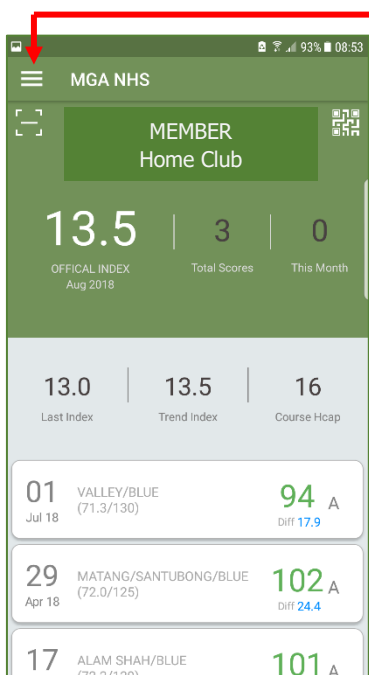 93% 08:53
MGA NHS
MEMBER
Home Club
13.5
OFFICAL INDEX
Aug 2018
3
Total Scores
0
This Month
13.0
Last Index
13.5
Trend Index
16
Course Hcap
01
Jul 18
VALLEY/BLUE
(71.3/130)
94 A
Diff 17.9
29
Apr 18
MATANG/SANTUBONG/BLUE
(72.0/125)
102 A
Diff 24.4
17
ALAM SHAH/BLUE
101 A